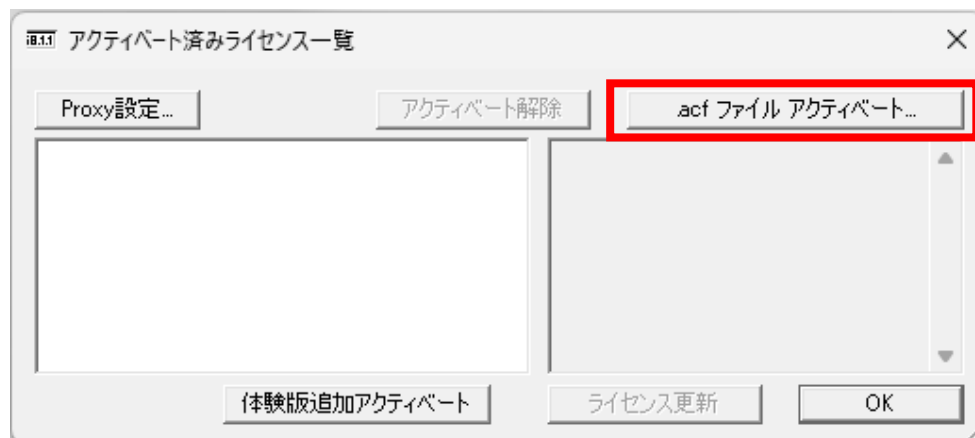 i8.1.1 アクティベート済みライセンス一覧
Proxy設定... アクティベート解除 .acf ファイル アクティベート...
体験版追加アクティベート ライセンス更新 OK